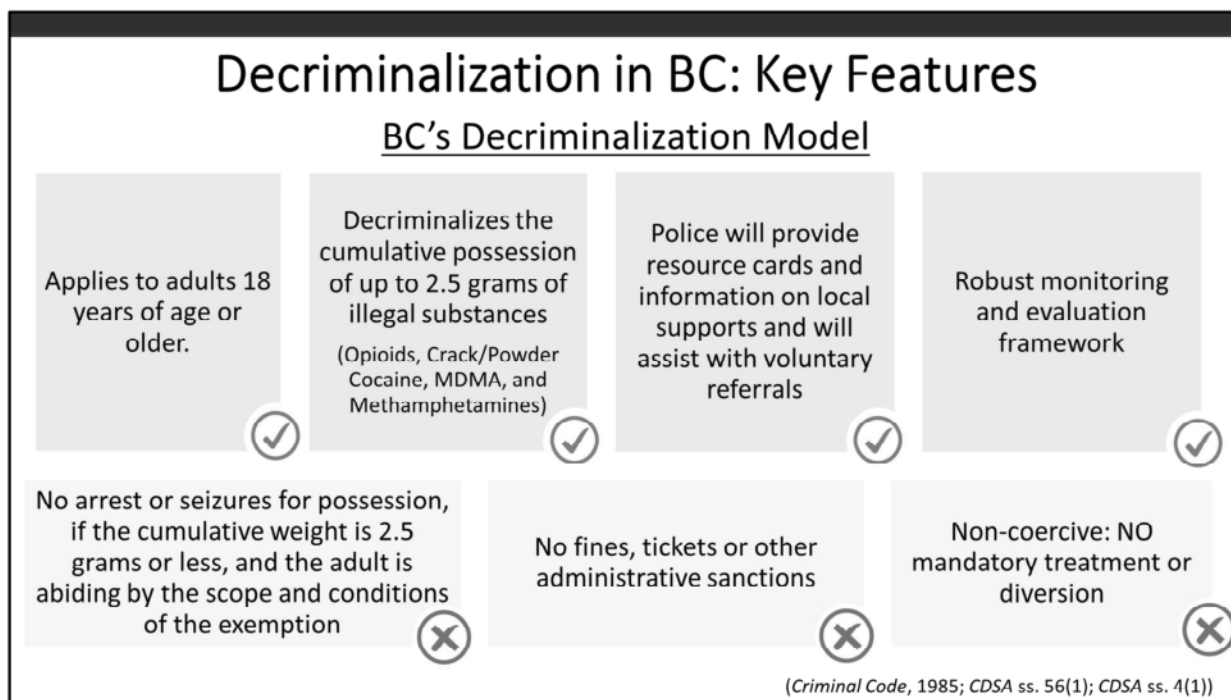 Decriminalization in BC: Key Features
BC's Decriminalization Model
Applies to adults 18
years of age or
older.
Decriminalizes the
cumulative possession
of up to 2.5 grams of
illegal substances
(Opioids, Crack/Powder
Cocaine, MDMA, and
Methamphetamines)
Police will provide
resource cards and
information on local
supports and will
assist with voluntary
referrals
Robust monitoring
and evaluation
framework
No arrest or seizures for possession,
if the cumulative weight is 2.5
grams or less, and the adult is
abiding by the scope and conditions
of the exemption
No fines, tickets or other
administrative sanctions
Non-coercive: NO
mandatory treatment or
diversion
(Criminal Code, 1985; CDSA ss. 56(1); CDSA ss. 4(1))